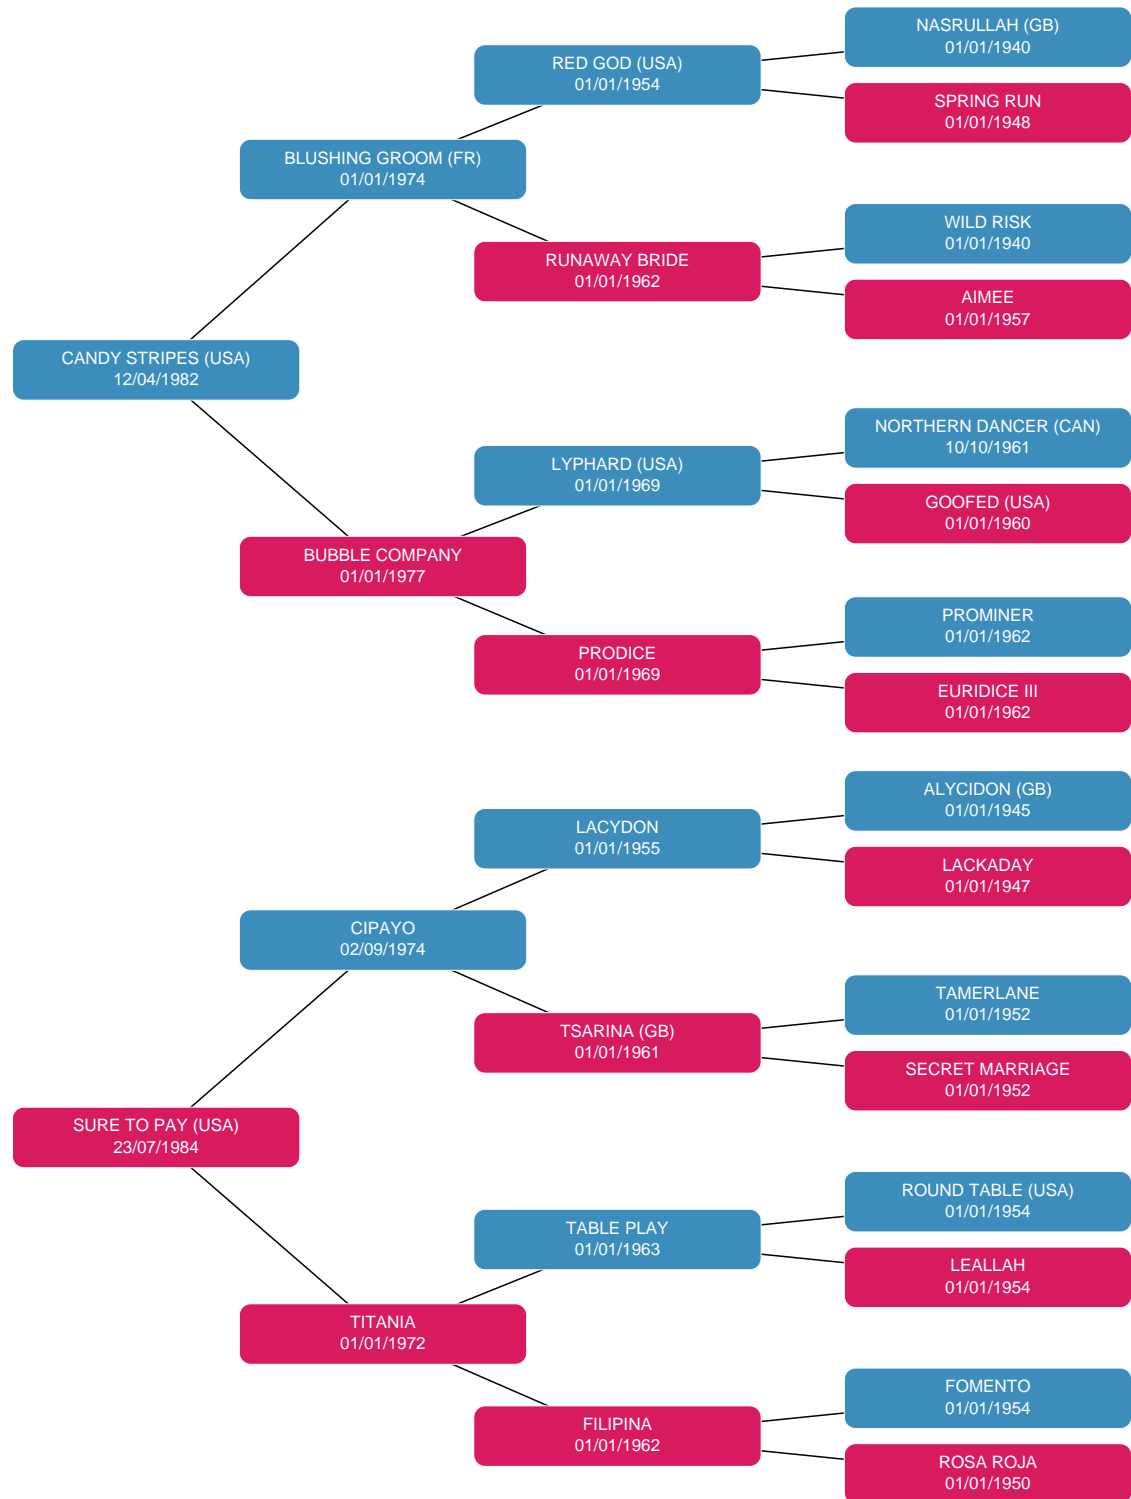 NASRULLAH (GB)
01/01/1940
RED GOD (USA)
01/01/1954
SPRING RUN
01/01/1948
BLUSHING GROOM (FR)
01/01/1974
WILD RISK
01/01/1940
RUNAWAY BRIDE
01/01/1962
AIMEE
01/01/1957
CANDY STRIPES (USA)
12/04/1982
NORTHERN DANCER (CAN)
10/10/1961
LYPHARD (USA)
01/01/1969
GOOFED (USA)
01/01/1960
BUBBLE COMPANY
01/01/1977
PROMINER
01/01/1962
PRODICE
01/01/1969
EURIDICE III
01/01/1962
ALYCIDON (GB)
01/01/1945
LACYDON
01/01/1955
LACKADAY
01/01/1947
CIPAYO
02/09/1974
TAMERLANE
01/01/1952
TSARINA (GB)
01/01/1961
SECRET MARRIAGE
01/01/1952
SURE TO PAY (USA)
23/07/1984
ROUND TABLE (USA)
01/01/1954
TABLE PLAY
01/01/1963
LEALLAH
01/01/1954
TITANIA
01/01/1972
FOMENTO
01/01/1954
FILIPINA
01/01/1962
ROSA ROJA
01/01/1950